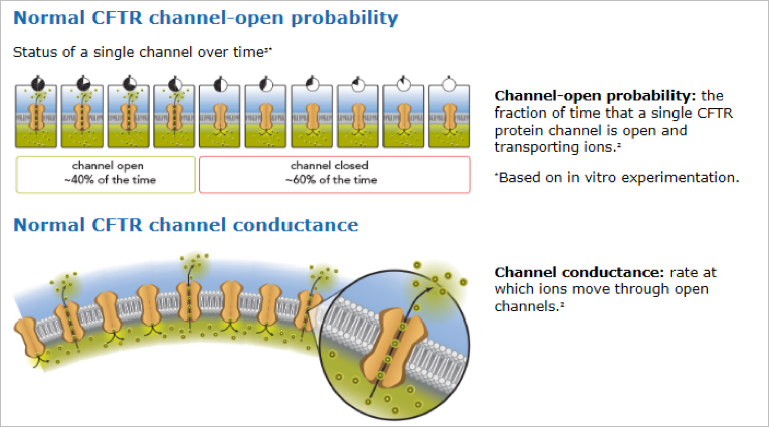 Normal CFTR channel-open probability
Status of a single channel over time²*
channel open
~40% of the time
channel closed
~60% of the time
Channel-open probability: the
fraction of time that a single CFTR
protein channel is open and
transporting ions.²
*Based on in vitro experimentation.
Normal CFTR channel conductance
Channel conductance: rate at
which ions move through open
channels.²